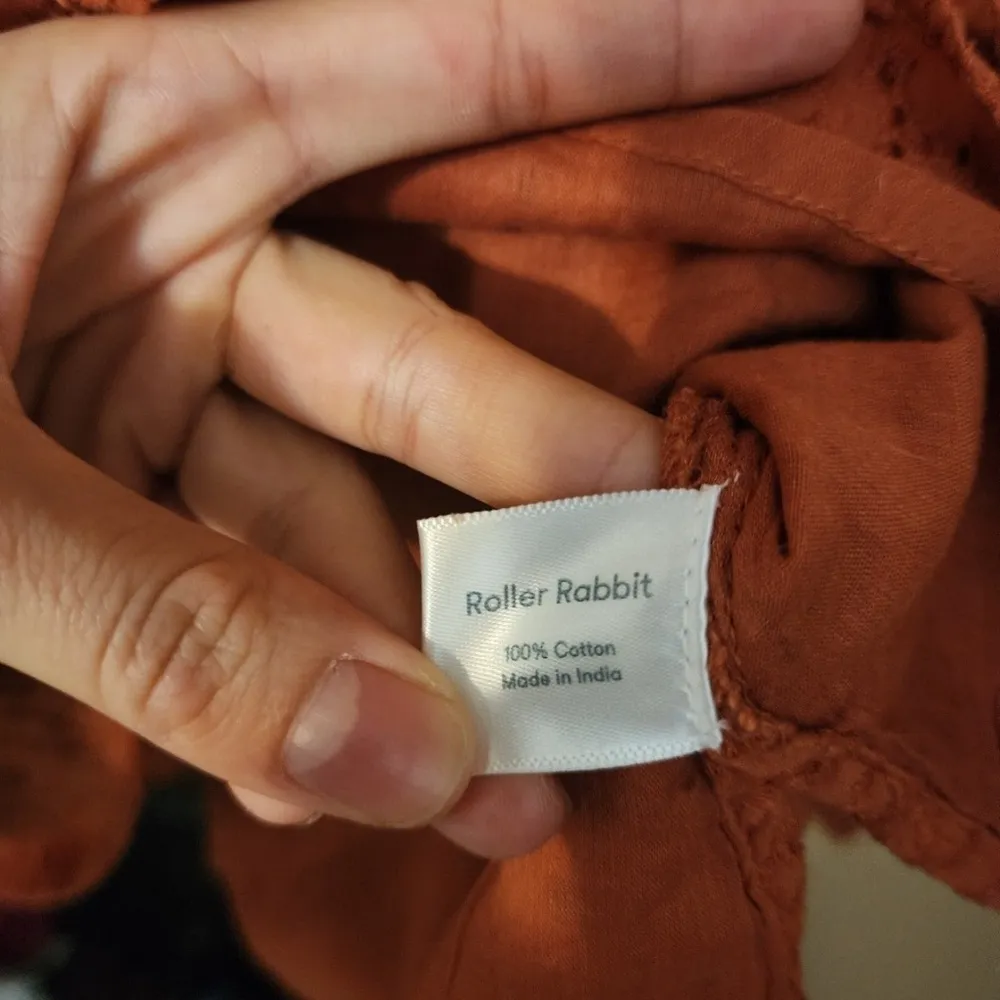 Roller Rabbit
100% Cotton
Made in India